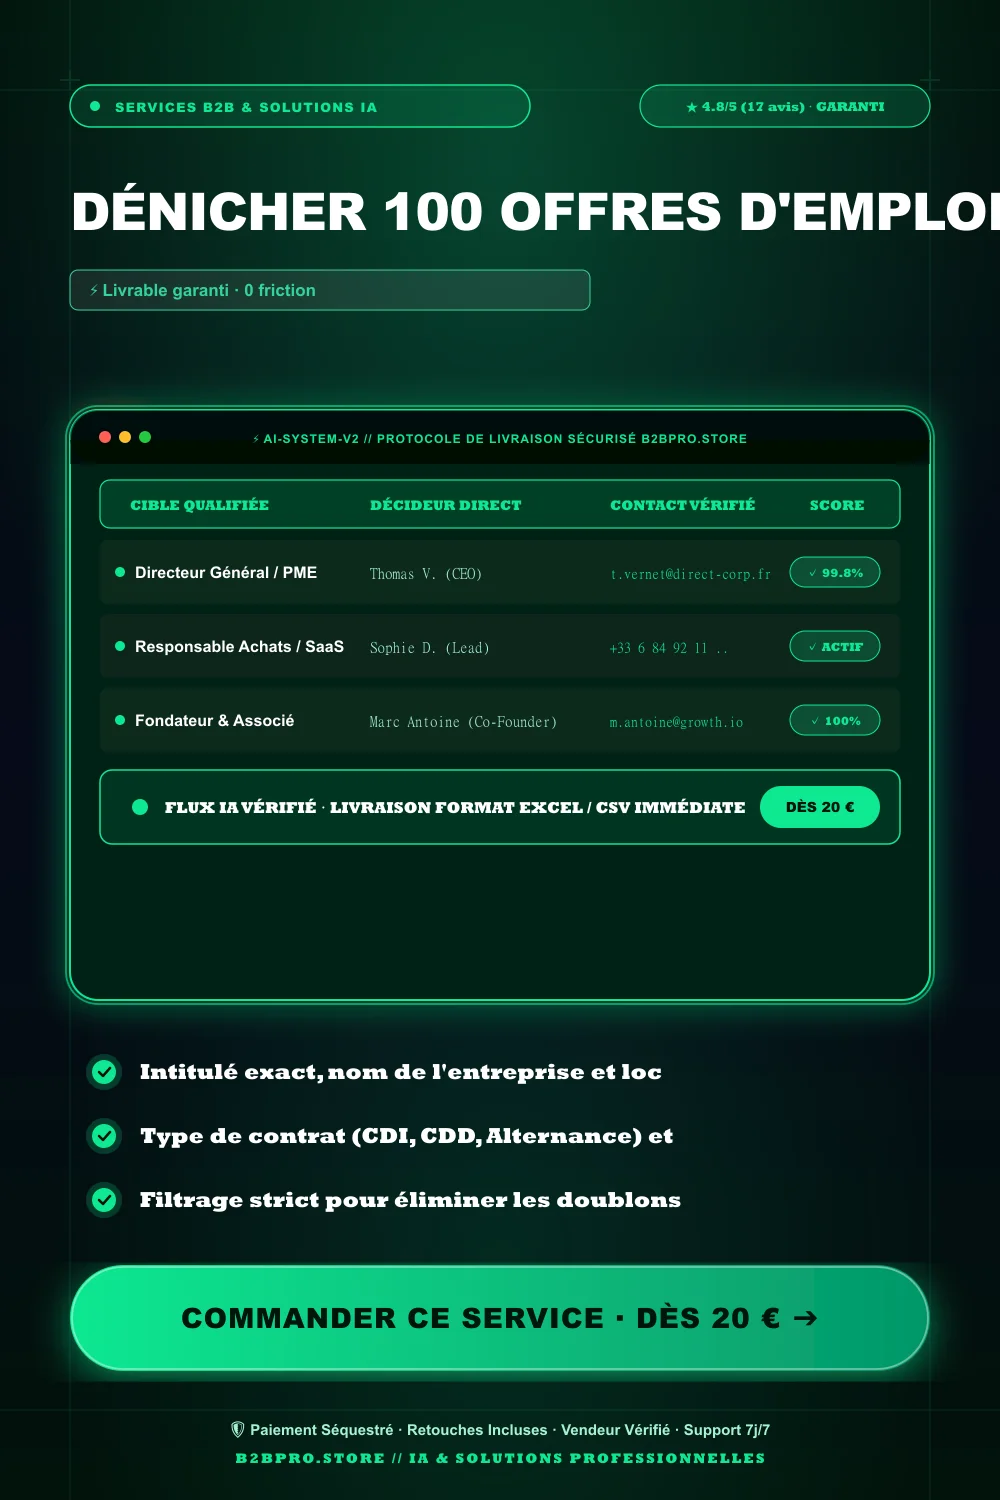 SERVICES B2B & SOLUTIONS IA
★ 4.8/5 (17 avis) · GARANTI
DÉNICHER 100 OFFRES D'EMPLOI
⚡ Livrable garanti · 0 friction
⚡ AI-SYSTEM-V2 // PROTOCOLE DE LIVRAISON SÉCURISÉ B2BPRO.STORE
CIBLE QUALIFIÉE DÉCIDEUR DIRECT CONTACT VÉRIFIÉ SCORE
Directeur Général / PME Thomas V. (CEO) t.vernet@direct-corp.fr ✓ 99.8%
Responsable Achats / SaaS Sophie D. (Lead) +33 6 84 92 11 .. ✓ ACTIF
Fondateur & Associé Marc Antoine (Co-Founder) m.antoine@growth.io ✓ 100%
FLUX IA VÉRIFIÉ · LIVRAISON FORMAT EXCEL / CSV IMMÉDIATE DÈS 20 €
Intitulé exact, nom de l'entreprise et loc
Type de contrat (CDI, CDD, Alternance) et
Filtrage strict pour éliminer les doublons
COMMANDER CE SERVICE · DÈS 20 € ➔
🛡 Paiement Séquestré · Retouches Incluses · Vendeur Vérifié · Support 7j/7
B2BPRO.STORE // IA & SOLUTIONS PROFESSIONNELLES